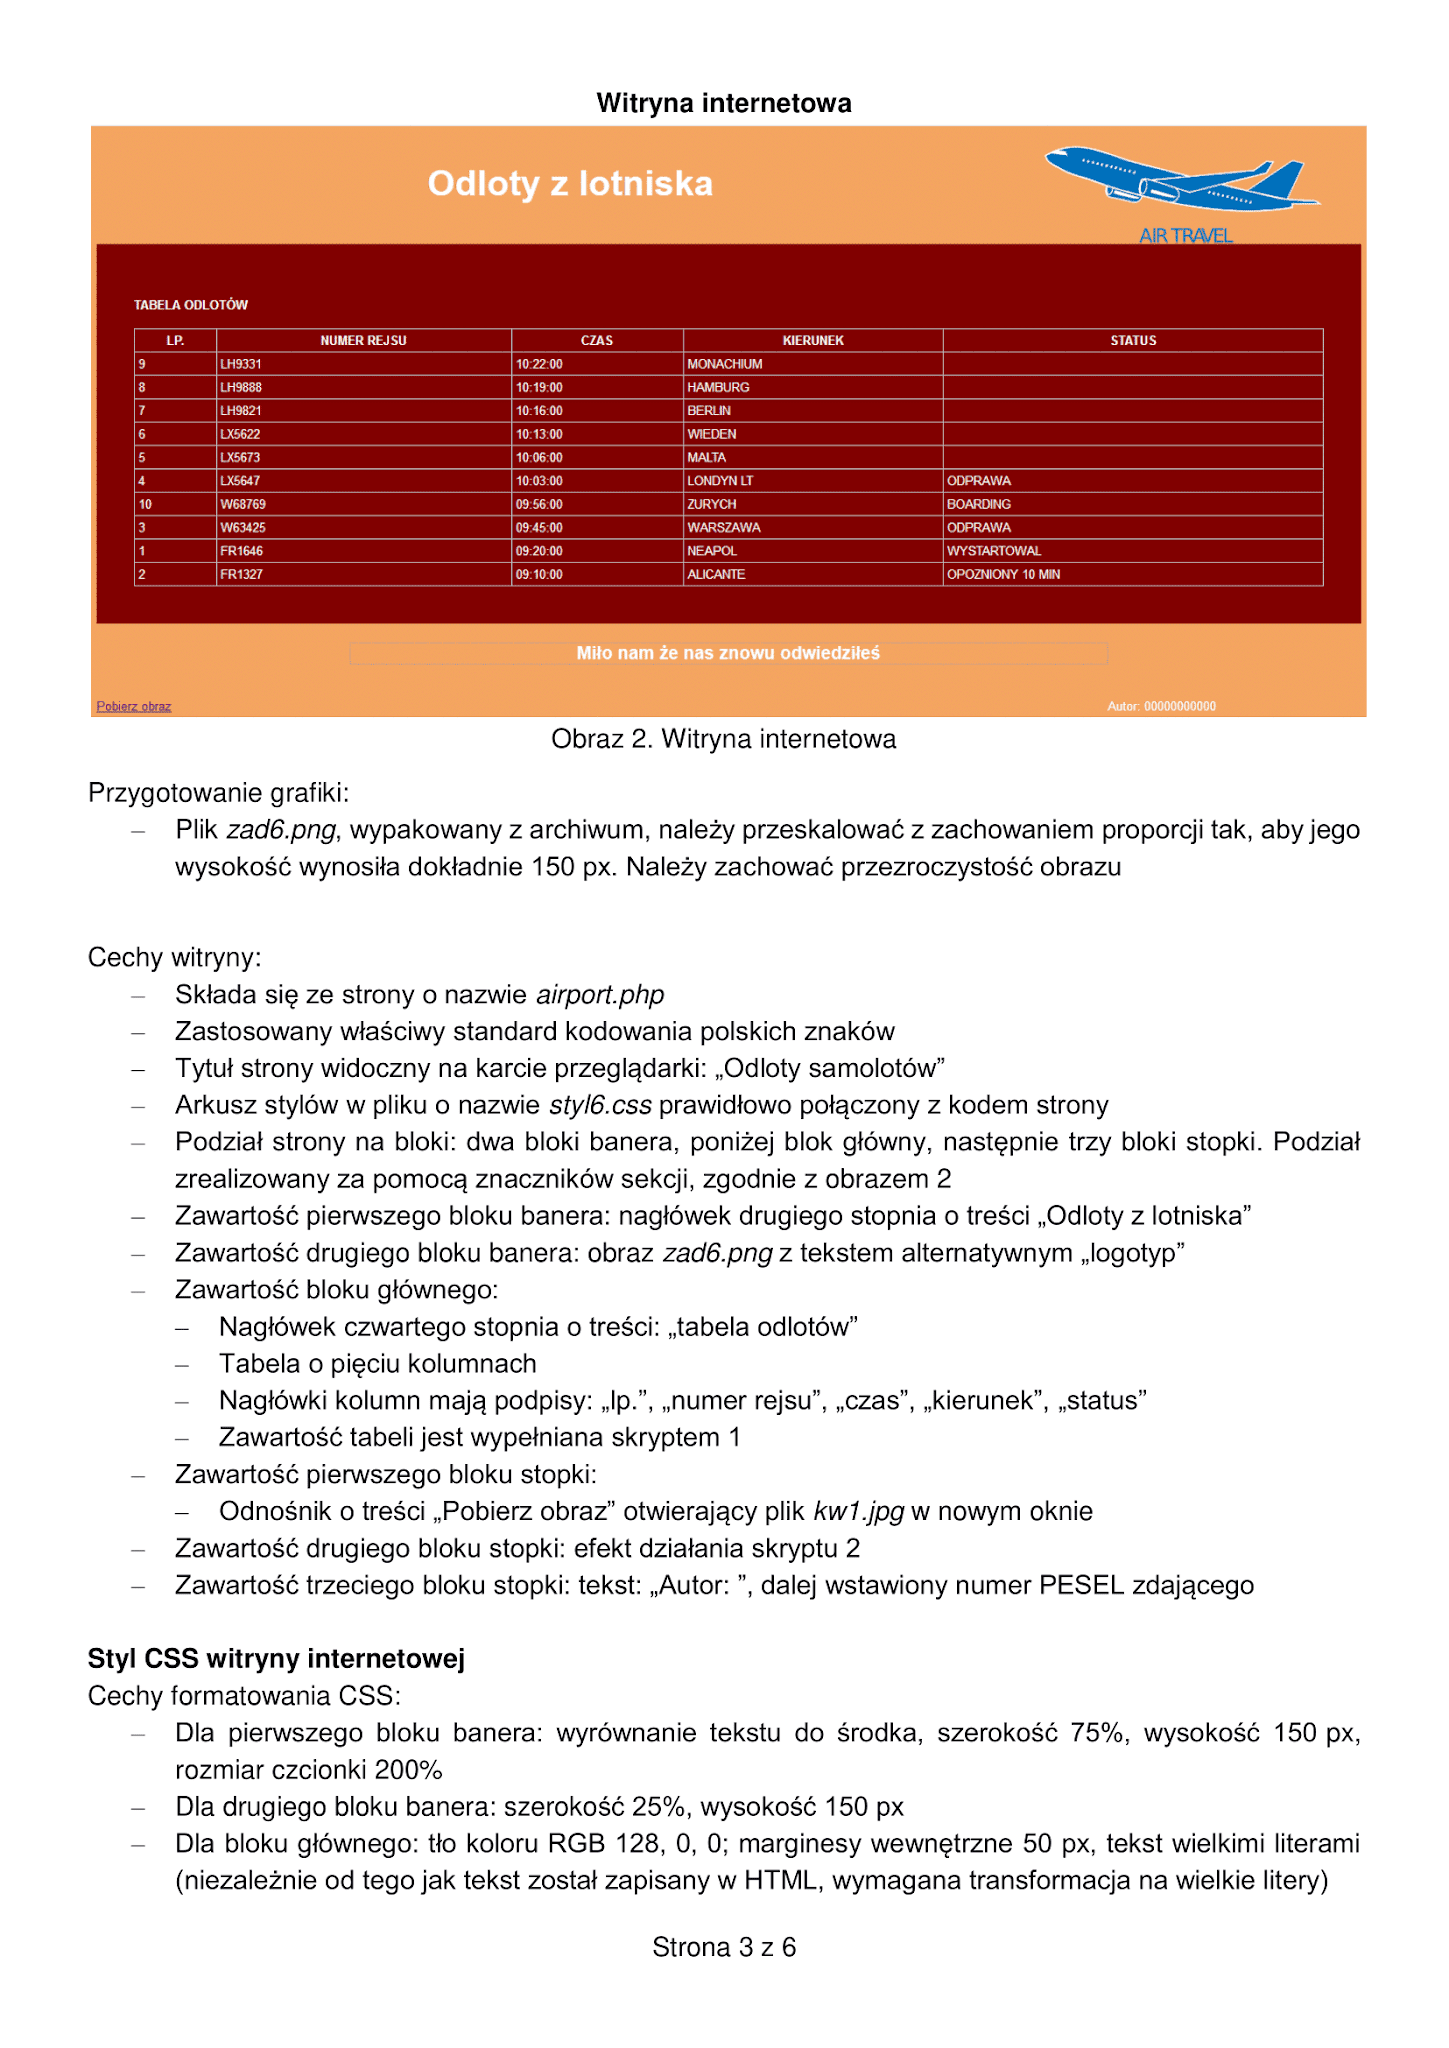 Witryna internetowa
Odloty z lotniska
AIR TRAVEL
TABELA ODLOTÓW
LP. NUMER REJSU CZAS KIERUNEK STATUS
9 LH9331 10:22:00 MONACHIUM
8 LH9888 10:19:00 HAMBURG
7 LH9821 10:16:00 BERLIN
6 LX5622 10:13:00 WIEDEN
5 LX5673 10:06:00 MALTA
4 LX5647 10:03:00 LONDYN LT ODPRAWA
10 W68769 09:56:00 ZURYCH BOARDING
3 W63425 09:45:00 WARSZAWA ODPRAWA
1 FR1646 09:20:00 NEAPOL WYSTARTOWAL
2 FR1327 09:10:00 ALICANTE OPOZNIONY 10 MIN
Miło nam że nas znowu odwiedziłeś
Pobierz obraz Autor: 00000000000
Obraz 2. Witryna internetowa
Przygotowanie grafiki:
– Plik zad6.png, wypakowany z archiwum, należy przeskalować z zachowaniem proporcji tak, aby jego
wysokość wynosiła dokładnie 150 px. Należy zachować przezroczystość obrazu
Cechy witryny:
– Składa się ze strony o nazwie airport.php
– Zastosowany właściwy standard kodowania polskich znaków
– Tytuł strony widoczny na karcie przeglądarki: „Odloty samolotów”
– Arkusz stylów w pliku o nazwie styl6.css prawidłowo połączony z kodem strony
– Podział strony na bloki: dwa bloki banera, poniżej blok główny, następnie trzy bloki stopki. Podział
zrealizowany za pomocą znaczników sekcji, zgodnie z obrazem 2
– Zawartość pierwszego bloku banera: nagłówek drugiego stopnia o treści „Odloty z lotniska”
– Zawartość drugiego bloku banera: obraz zad6.png z tekstem alternatywnym „logotyp”
– Zawartość bloku głównego:
– Nagłówek czwartego stopnia o treści: „tabela odlotów”
– Tabela o pięciu kolumnach
– Nagłówki kolumn mają podpisy: „lp.”, „numer rejsu”, „czas”, „kierunek”, „status”
– Zawartość tabeli jest wypełniana skryptem 1
– Zawartość pierwszego bloku stopki:
– Odnośnik o treści „Pobierz obraz” otwierający plik kw1.jpg w nowym oknie
– Zawartość drugiego bloku stopki: efekt działania skryptu 2
– Zawartość trzeciego bloku stopki: tekst: „Autor: ”, dalej wstawiony numer PESEL zdającego
Styl CSS witryny internetowej
Cechy formatowania CSS:
– Dla pierwszego bloku banera: wyrównanie tekstu do środka, szerokość 75%, wysokość 150 px,
rozmiar czcionki 200%
– Dla drugiego bloku banera: szerokość 25%, wysokość 150 px
– Dla bloku głównego: tło koloru RGB 128, 0, 0; marginesy wewnętrzne 50 px, tekst wielkimi literami
(niezależnie od tego jak tekst został zapisany w HTML, wymagana transformacja na wielkie litery)
Strona 3 z 6